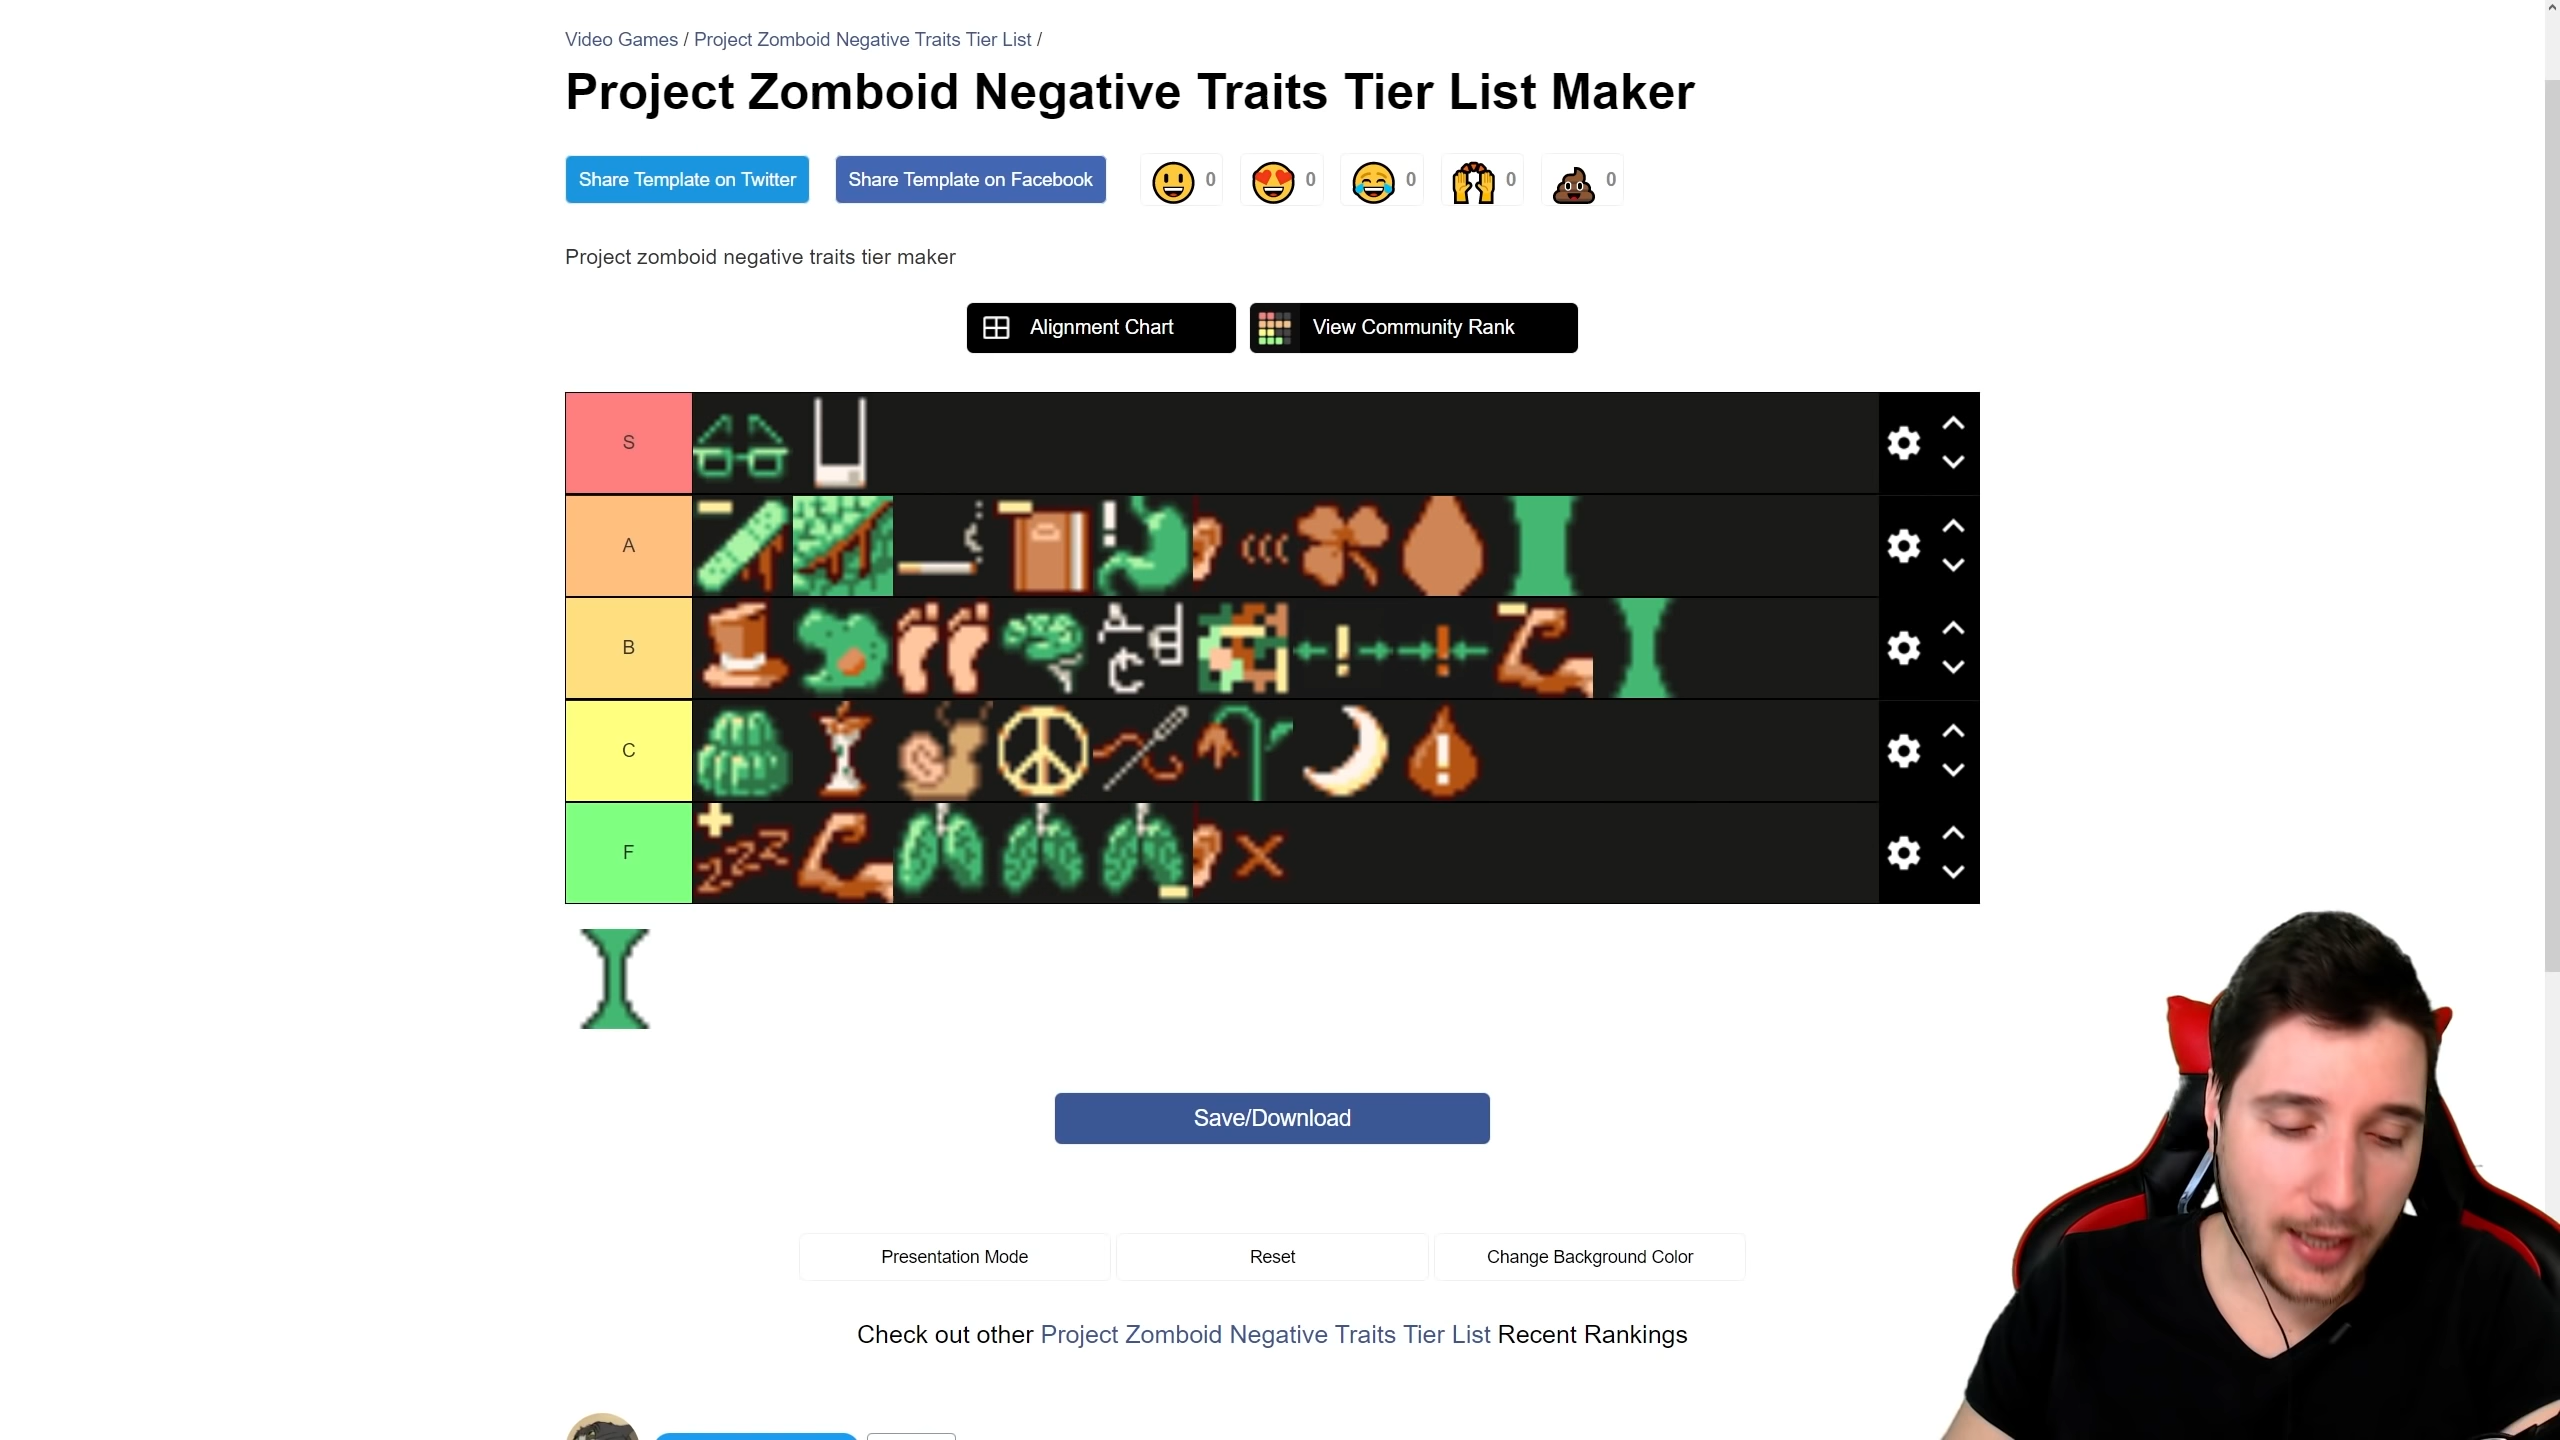 Video Games / Project Zomboid Negative Traits Tier List /
Project Zomboid Negative Traits Tier List Maker
Share Template on Twitter
Share Template on Facebook
0
0
0
0
0
Project zomboid negative traits tier maker
Alignment Chart
View Community Rank
S
A
B
C
F
Save/Download
Presentation Mode
Reset
Change Background Color
Check out other Project Zomboid Negative Traits Tier List Recent Rankings